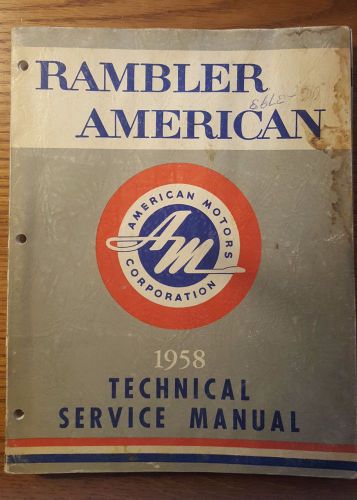 RAMBLER
AMERICAN
AMERICAN MOTORS
AM
CORPORATION
1958
TECHNICAL
SERVICE MANUAL